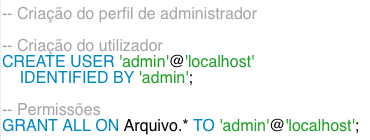 -- Criação do perfil de administrador
-- Criação do utilizador
CREATE USER 'admin'@'localhost'
IDENTIFIED BY 'admin';
-- Permissões
GRANT ALL ON Arquivo.* TO 'admin'@'localhost';